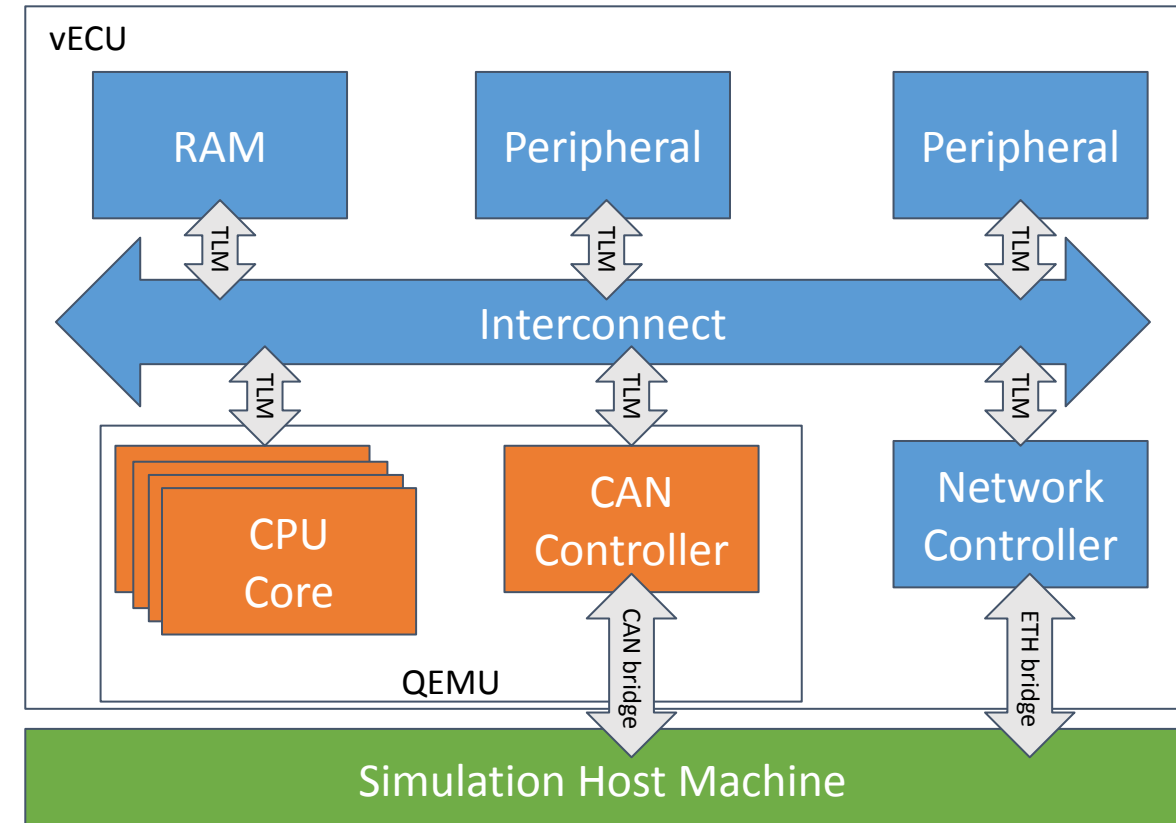 vECU
RAM
Peripheral
Peripheral
TLM
TLM
TLM
Interconnect
TLM
TLM
TLM
CPU
Core
CAN
Controller
Network
Controller
QEMU
CAN bridge
ETH bridge
Simulation Host Machine